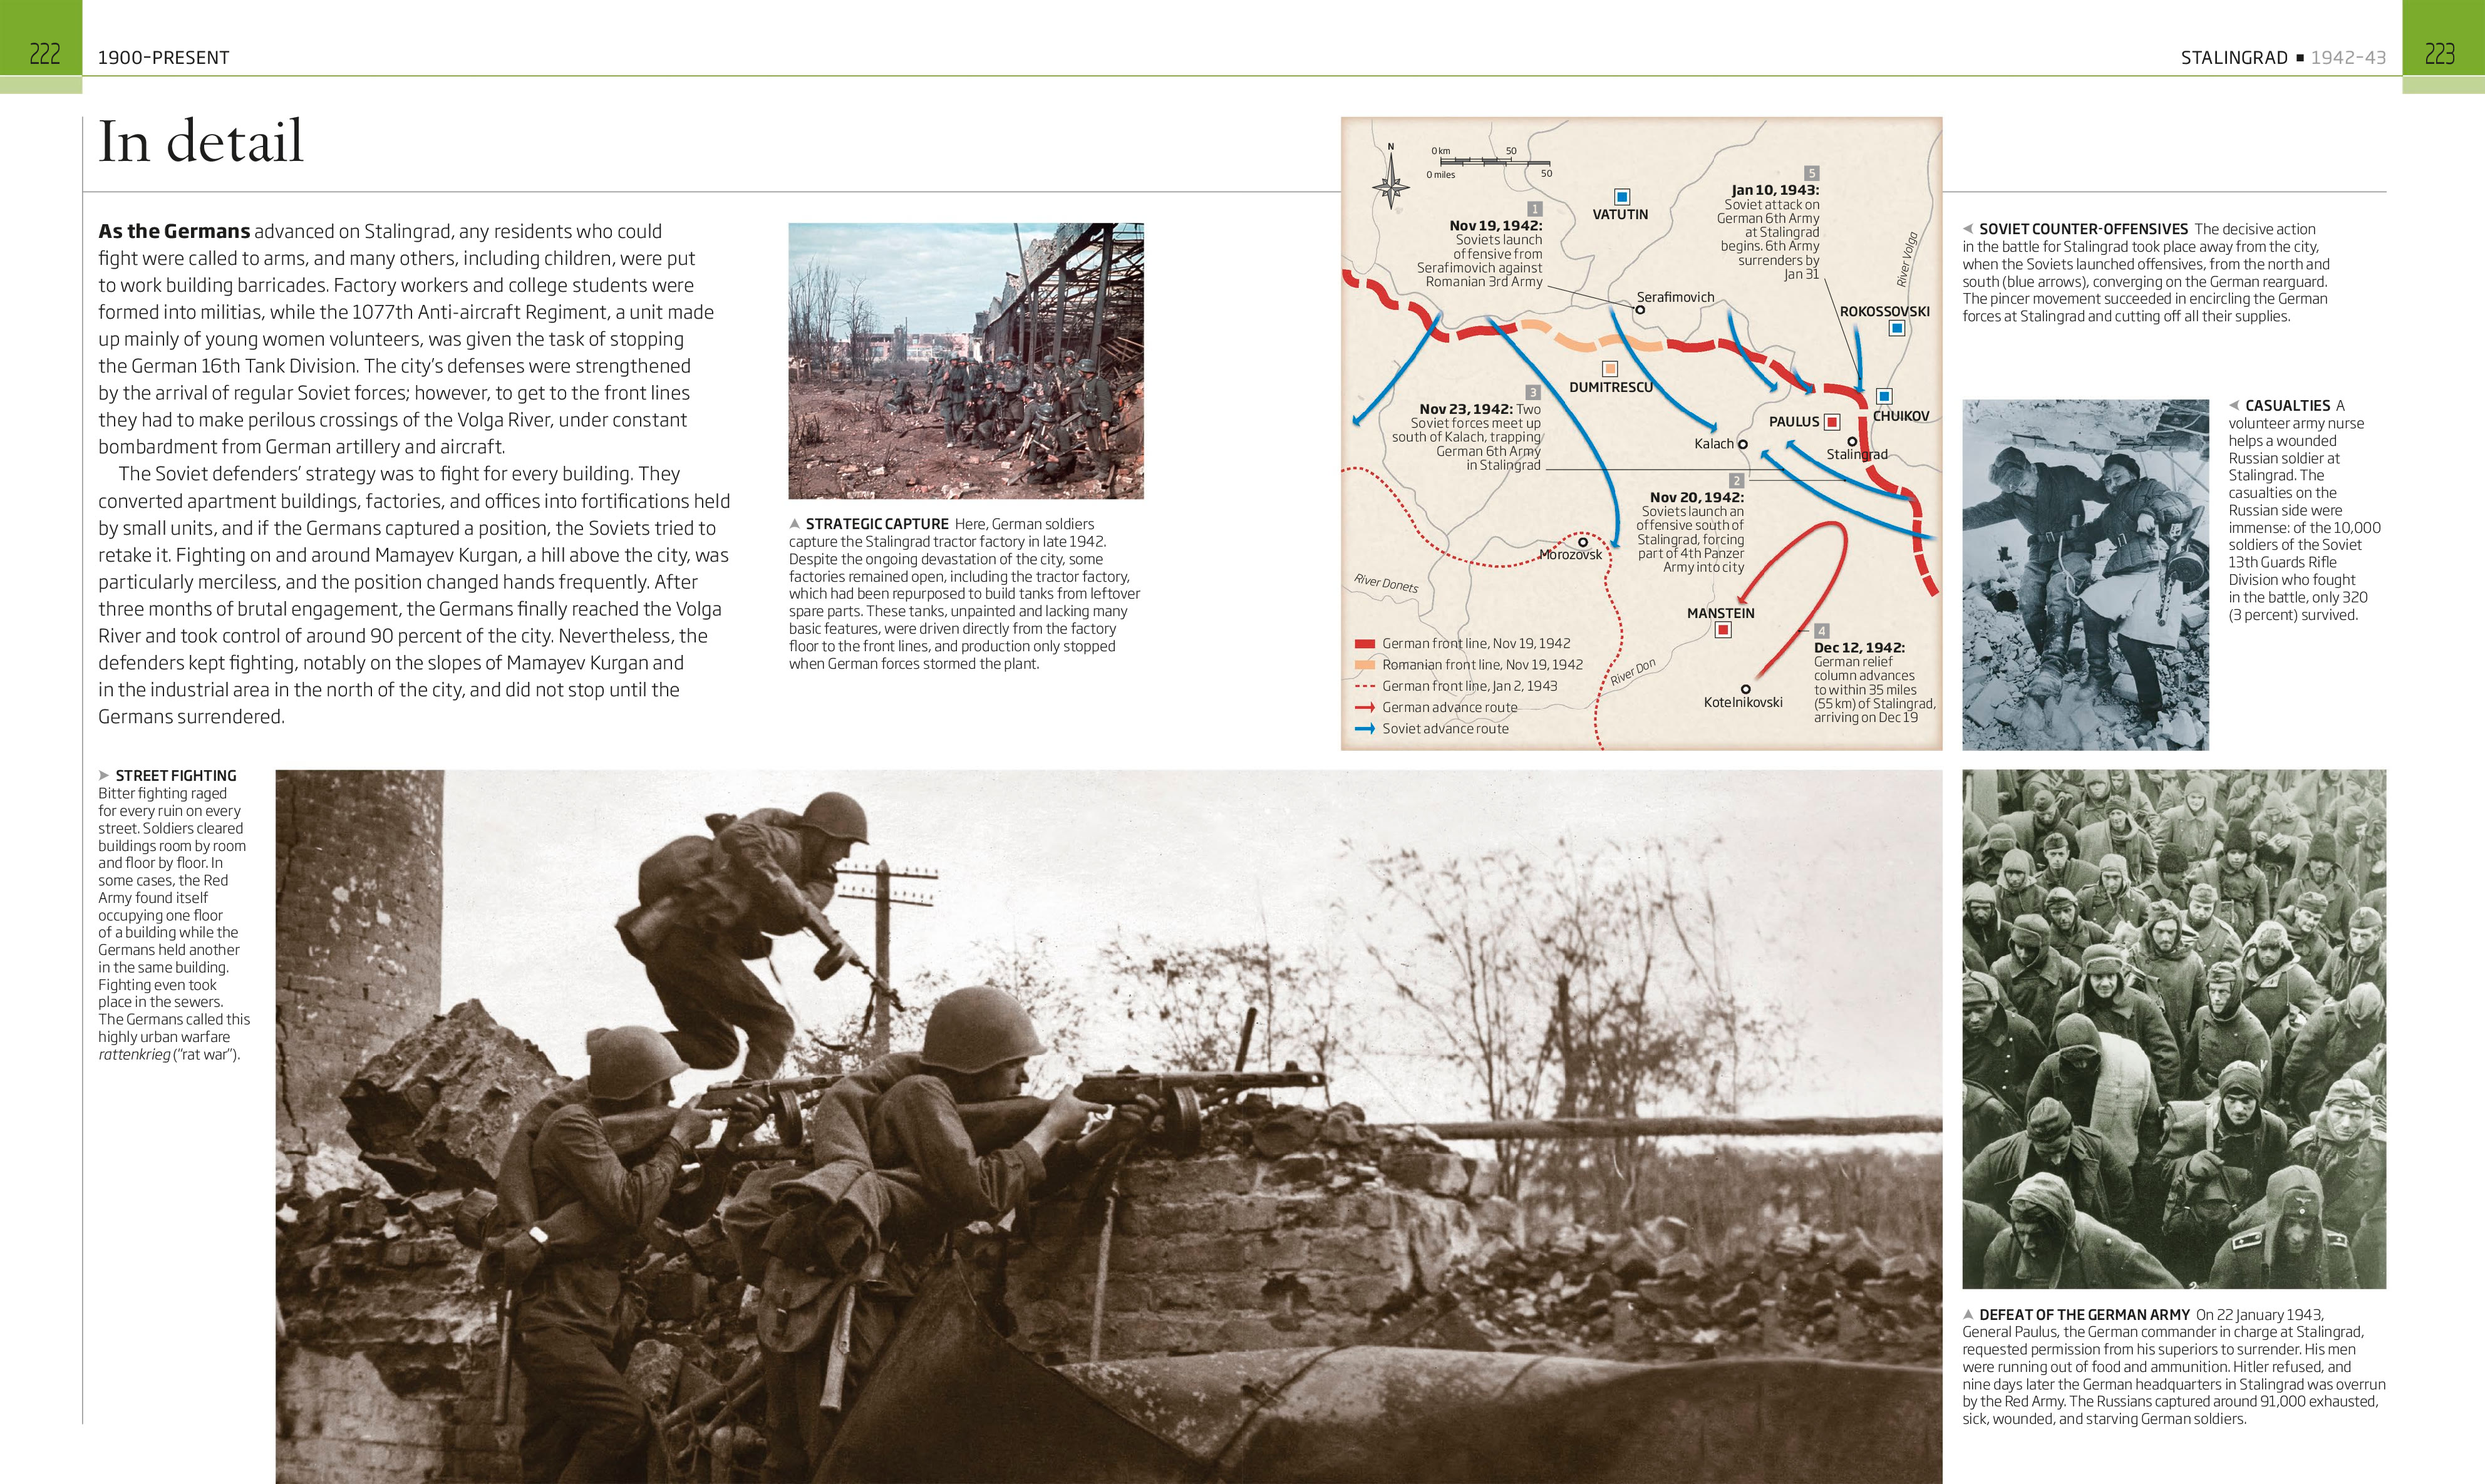 222
1900–PRESENT
STALINGRAD ■ 1942–43
223
In detail
As the Germans advanced on Stalingrad, any residents who could
fight were called to arms, and many others, including children, were put
to work building barricades. Factory workers and college students were
formed into militias, while the 1077th Anti-aircraft Regiment, a unit made
up mainly of young women volunteers, was given the task of stopping
the German 16th Tank Division. The city’s defenses were strengthened
by the arrival of regular Soviet forces; however, to get to the front lines
they had to make perilous crossings of the Volga River, under constant
bombardment from German artillery and aircraft.
The Soviet defenders’ strategy was to fight for every building. They
converted apartment buildings, factories, and offices into fortifications held
by small units, and if the Germans captured a position, the Soviets tried to
retake it. Fighting on and around Mamayev Kurgan, a hill above the city, was
particularly merciless, and the position changed hands frequently. After
three months of brutal engagement, the Germans finally reached the Volga
River and took control of around 90 percent of the city. Nevertheless, the
defenders kept fighting, notably on the slopes of Mamayev Kurgan and
in the industrial area in the north of the city, and did not stop until the
Germans surrendered.
STRATEGIC CAPTURE Here, German soldiers
capture the Stalingrad tractor factory in late 1942.
Despite the ongoing devastation of the city, some
factories remained open, including the tractor factory,
which had been repurposed to build tanks from leftover
spare parts. These tanks, unpainted and lacking many
basic features, were driven directly from the factory
floor to the front lines, and production only stopped
when German forces stormed the plant.
N
0 km 50
0 miles 50
VATUTIN
1
Nov 19, 1942:
Soviets launch
offensive from
Serafimovich against
Romanian 3rd Army
5
Jan 10, 1943:
Soviet attack on
German 6th Army
at Stalingrad
begins. 6th Army
surrenders by
Jan 31
River Volga
Serafimovich
ROKOSSOVSKI
DUMITRESCU
3
Nov 23, 1942: Two
Soviet forces meet up
south of Kalach, trapping
German 6th Army
in Stalingrad
PAULUS
CHUIKOV
Kalach
Stalingrad
2
Nov 20, 1942:
Soviets launch an
offensive south of
Stalingrad, forcing
part of 4th Panzer
Army into city
Morozovsk
River Donets
MANSTEIN
4
Dec 12, 1942:
German relief
column advances
to within 35 miles
(55 km) of Stalingrad,
arriving on Dec 19
River Don
Kotelnikovski
German front line, Nov 19, 1942
Romanian front line, Nov 19, 1942
German front line, Jan 2, 1943
German advance route
Soviet advance route
SOVIET COUNTER-OFFENSIVES The decisive action
in the battle for Stalingrad took place away from the city,
when the Soviets launched offensives, from the north and
south (blue arrows), converging on the German rearguard.
The pincer movement succeeded in encircling the German
forces at Stalingrad and cutting off all their supplies.
CASUALTIES A
volunteer army nurse
helps a wounded
Russian soldier at
Stalingrad. The
casualties on the
Russian side were
immense: of the 10,000
soldiers of the Soviet
13th Guards Rifle
Division who fought
in the battle, only 320
(3 percent) survived.
STREET FIGHTING
Bitter fighting raged
for every ruin on every
street. Soldiers cleared
buildings room by room
and floor by floor. In
some cases, the Red
Army found itself
occupying one floor
of a building while the
Germans held another
in the same building.
Fighting even took
place in the sewers.
The Germans called this
highly urban warfare
rattenkrieg (“rat war”).
DEFEAT OF THE GERMAN ARMY On 22 January 1943,
General Paulus, the German commander in charge at Stalingrad,
requested permission from his superiors to surrender. His men
were running out of food and ammunition. Hitler refused, and
nine days later the German headquarters in Stalingrad was overrun
by the Red Army. The Russians captured around 91,000 exhausted,
sick, wounded, and starving German soldiers.